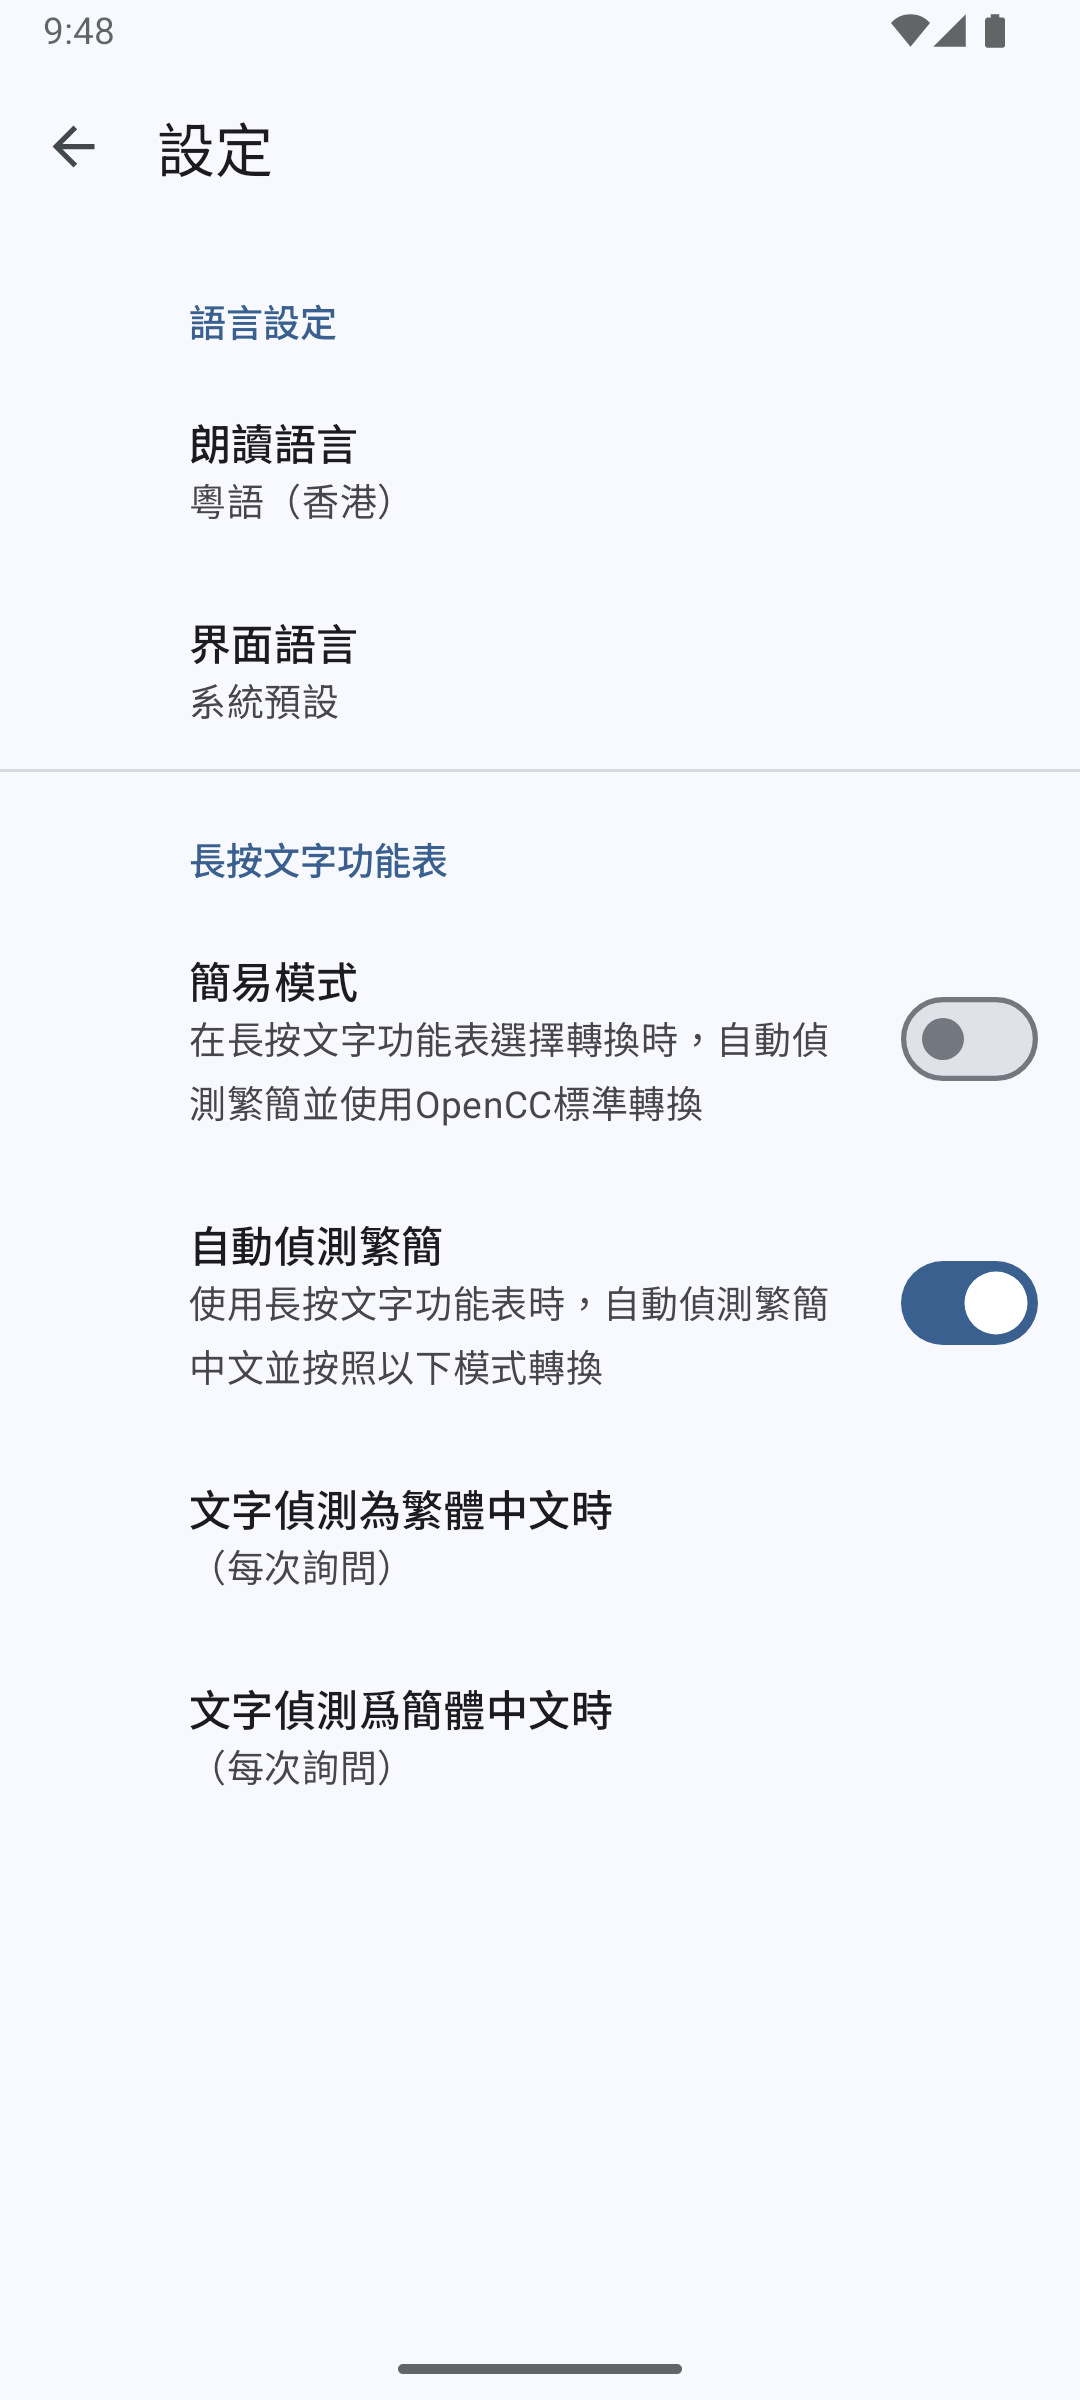 9:48
設定
語言設定
朗讀語言
粵語（香港）
界面語言
系統預設
長按文字功能表
簡易模式
在長按文字功能表選擇轉換時，自動偵
測繁簡並使用OpenCC標準轉換
自動偵測繁簡
使用長按文字功能表時，自動偵測繁簡
中文並按照以下模式轉換
文字偵測為繁體中文時
（每次詢問）
文字偵測爲簡體中文時
（每次詢問）